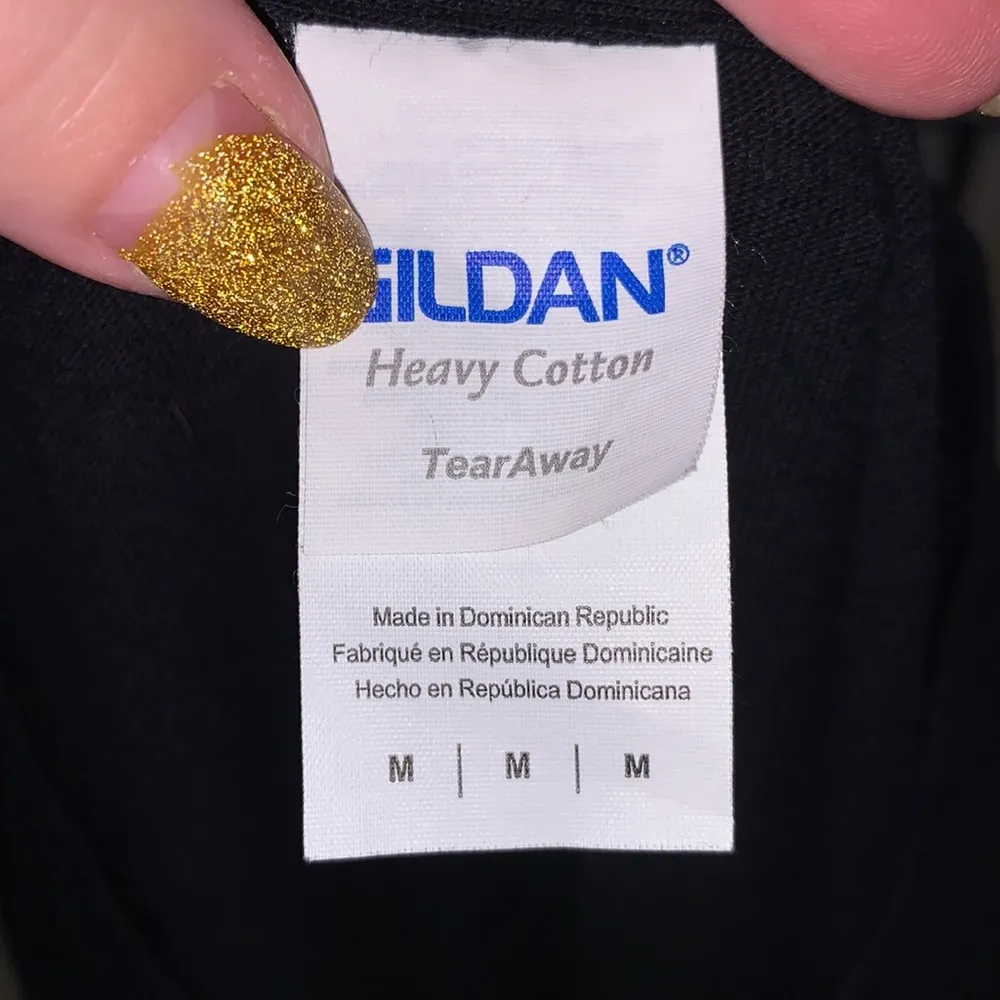 GILDAN®
Heavy Cotton
TearAway
Made in Dominican Republic
Fabriqué en République Dominicaine
Hecho en República Dominicana
M | M | M